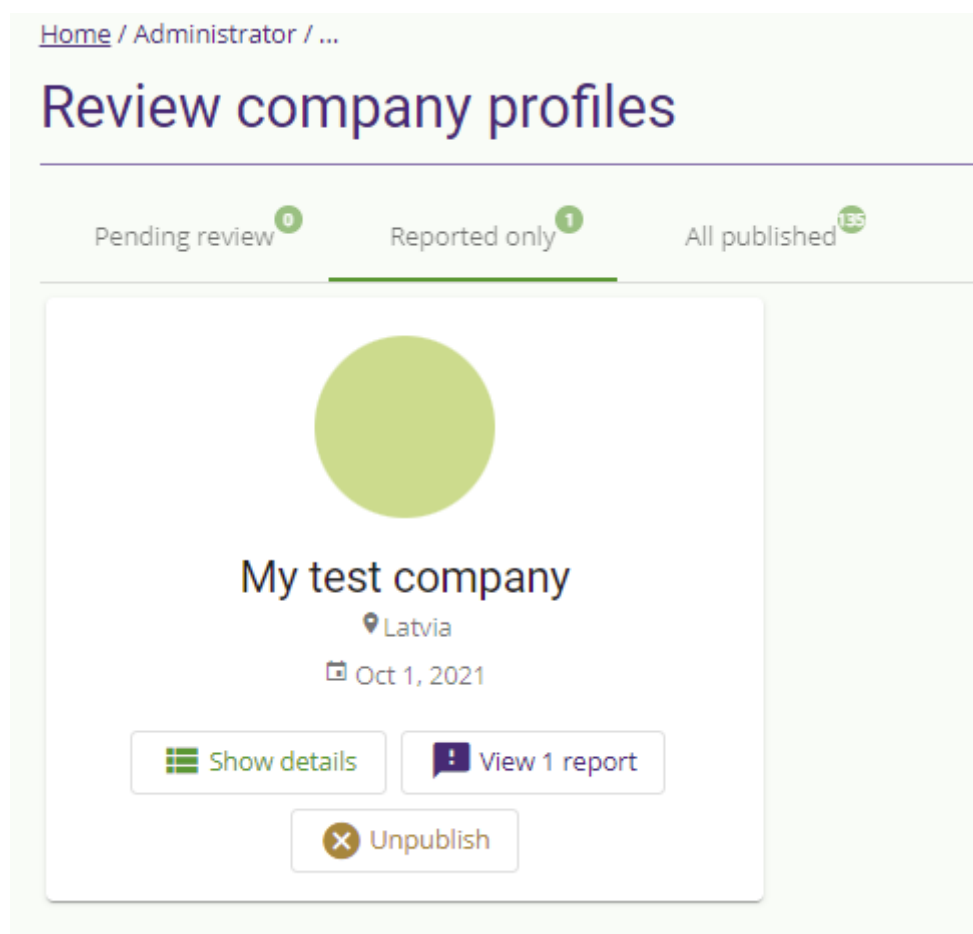 Home / Administrator / ...
Review company profiles
Pending review 0 Reported only 1 All published 135
My test company
Latvia
Oct 1, 2021
Show details View 1 report
Unpublish